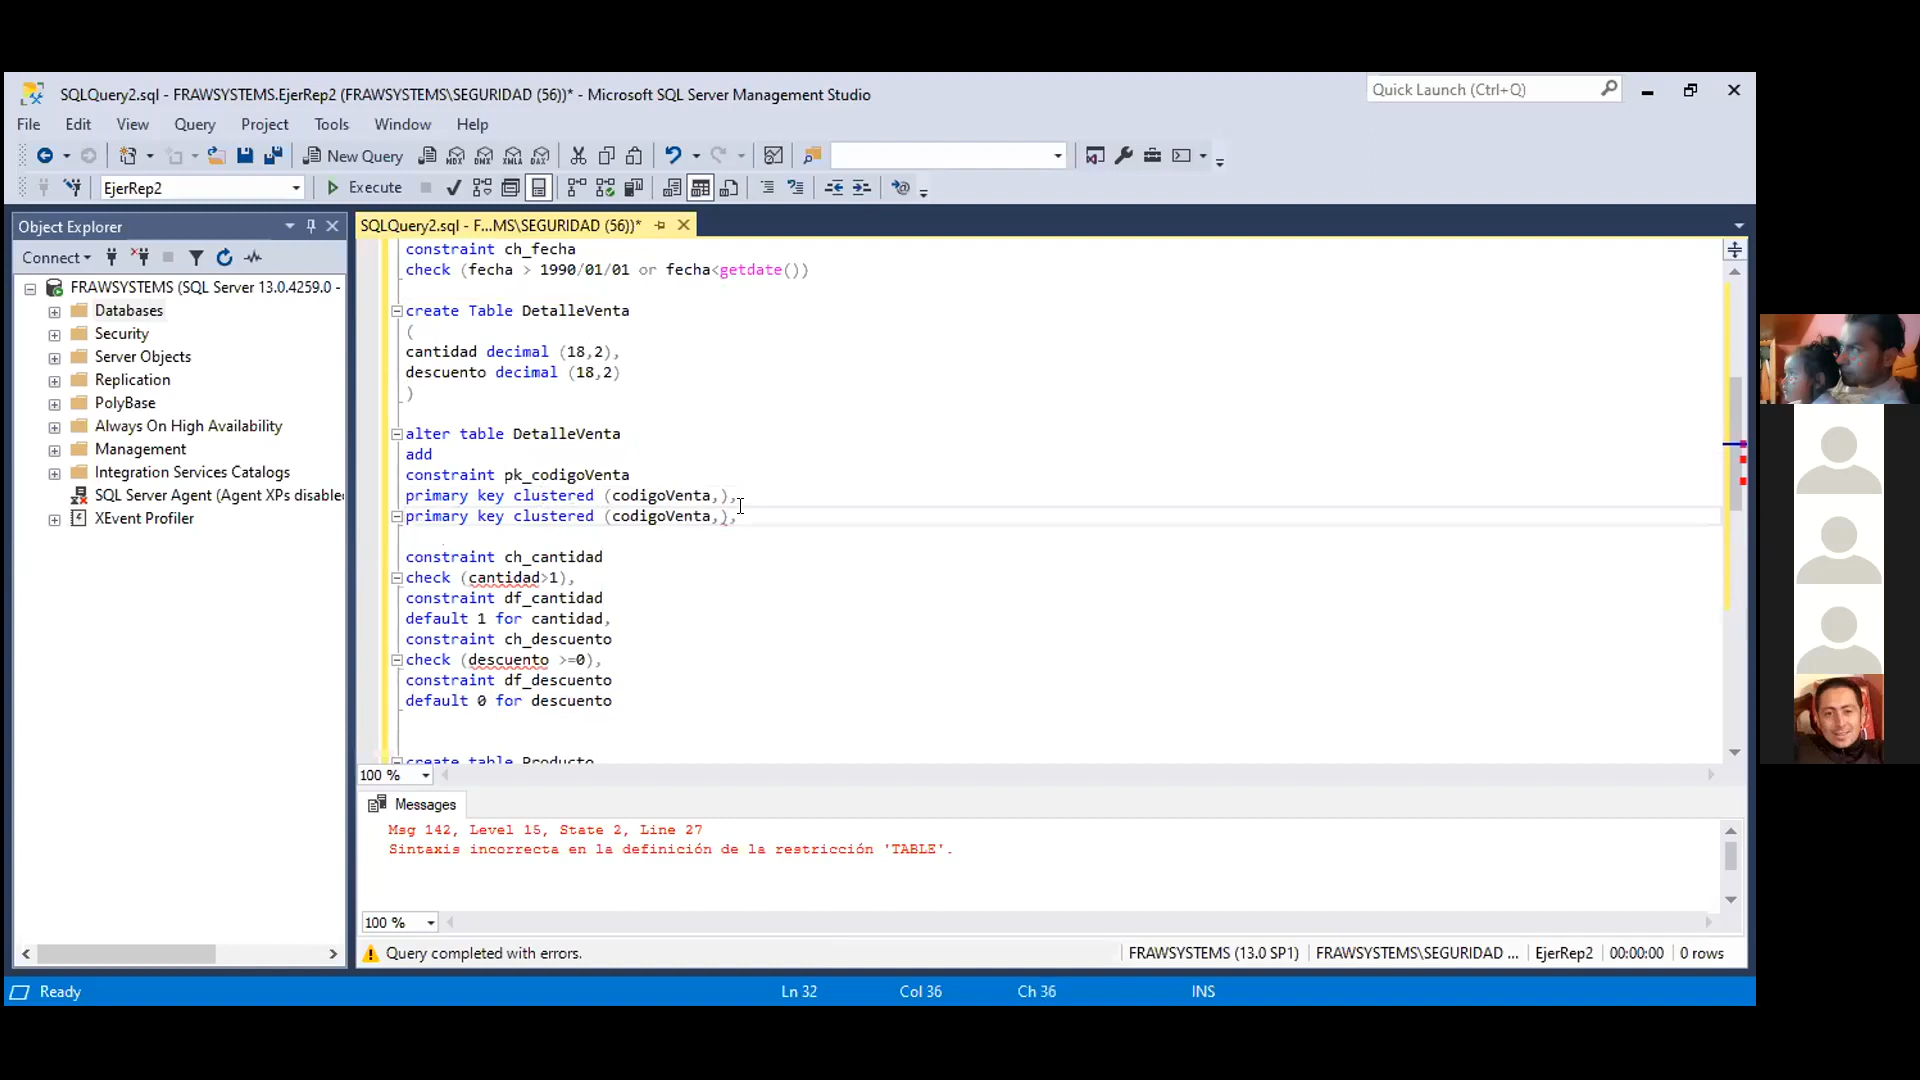 SQLQuery2.sql - FRAWSYSTEMS.EjerRep2 (FRAWSYSTEMS\SEGURIDAD (56))* - Microsoft SQL Server Management Studio
Quick Launch (Ctrl+Q)
File Edit View Query Project Tools Window Help
New Query
MDX DMX XMLA DAX
EjerRep2
Execute
Object Explorer
Connect
FRAWSYSTEMS (SQL Server 13.0.4259.0 -
Databases
Security
Server Objects
Replication
PolyBase
Always On High Availability
Management
Integration Services Catalogs
SQL Server Agent (Agent XPs disable
XEvent Profiler
SQLQuery2.sql - F...MS\SEGURIDAD (56))*
constraint ch_fecha
check (fecha > 1990/01/01 or fecha<getdate())
create Table DetalleVenta
(
cantidad decimal (18,2),
descuento decimal (18,2)
)
alter table DetalleVenta
add
constraint pk_codigoVenta
primary key clustered (codigoVenta,),
primary key clustered (codigoVenta,),
constraint ch_cantidad
check (cantidad>1),
constraint df_cantidad
default 1 for cantidad,
constraint ch_descuento
check (descuento >=0),
constraint df_descuento
default 0 for descuento
create table Producto
100 %
Messages
Msg 142, Level 15, State 2, Line 27
Sintaxis incorrecta en la definición de la restricción 'TABLE'.
100 %
Query completed with errors.
FRAWSYSTEMS (13.0 SP1) FRAWSYSTEMS\SEGURIDAD ... EjerRep2 00:00:00 0 rows
Ready
Ln 32 Col 36 Ch 36 INS